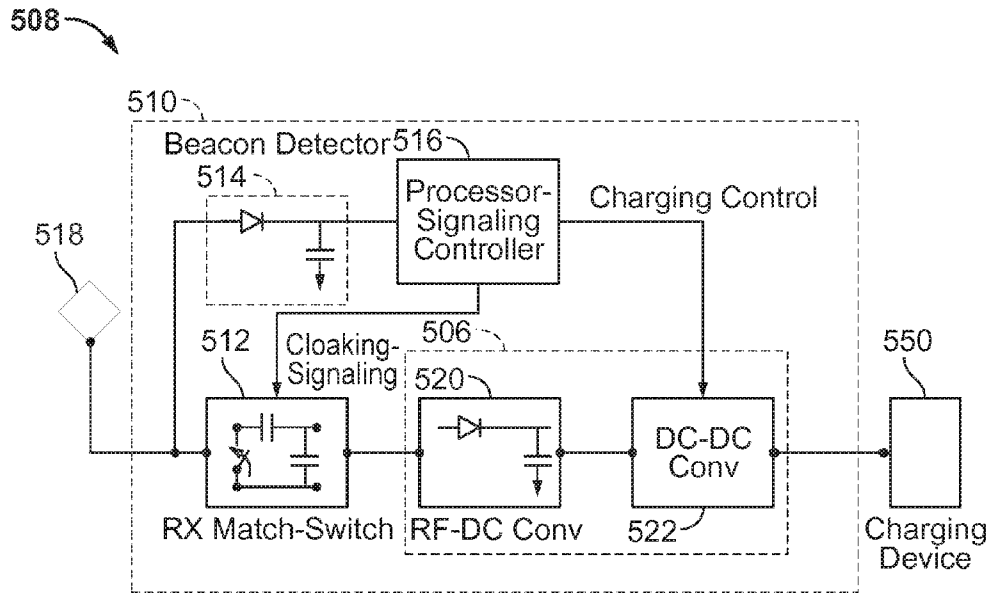 508
510
Beacon Detector
516
514
Processor-
Signaling
Controller
Charging Control
518
512
Cloaking-
Signaling
506
520
550
DC-DC
Conv
RX Match-Switch
RF-DC Conv
522
Charging
Device